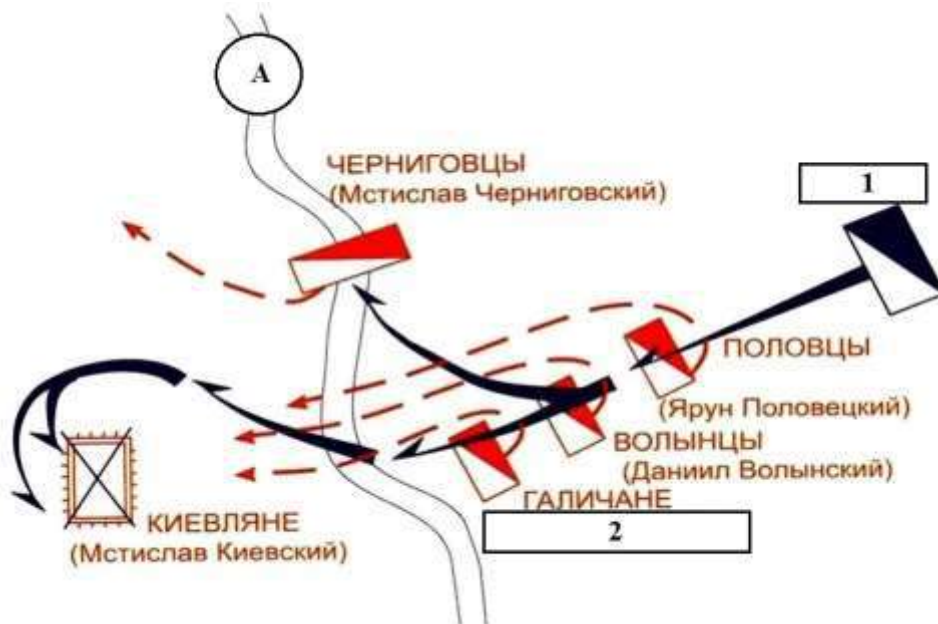 А
ЧЕРНИГОВЦЫ
(Мстислав Черниговский)
1
ПОЛОВЦЫ
(Ярун Половецкий)
ВОЛЫНЦЫ
(Даниил Волынский)
ГАЛИЧАНЕ
2
КИЕВЛЯНЕ
(Мстислав Киевский)